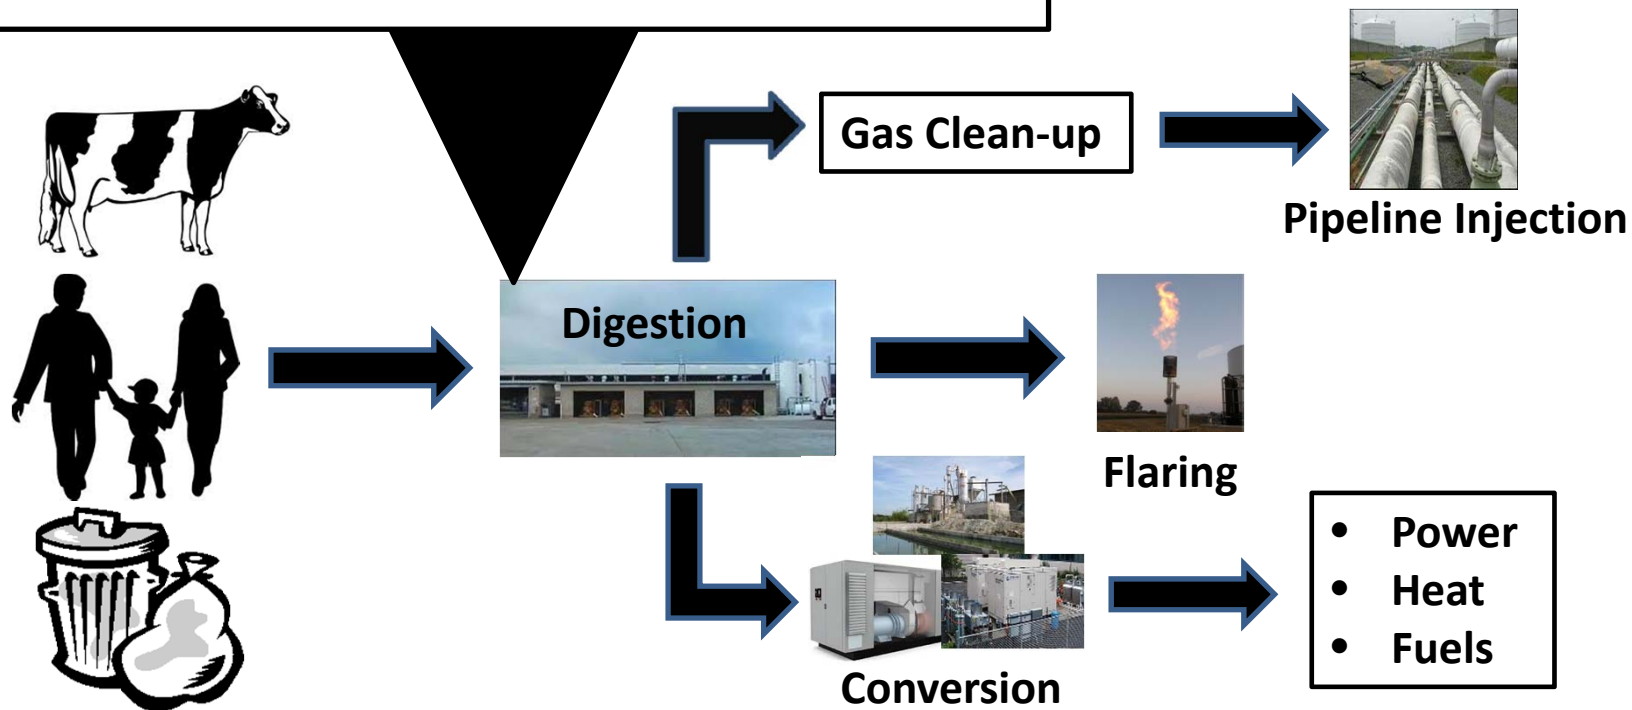 Gas Clean-up
Pipeline Injection
Digestion
Flaring
• Power
• Heat
• Fuels
Conversion